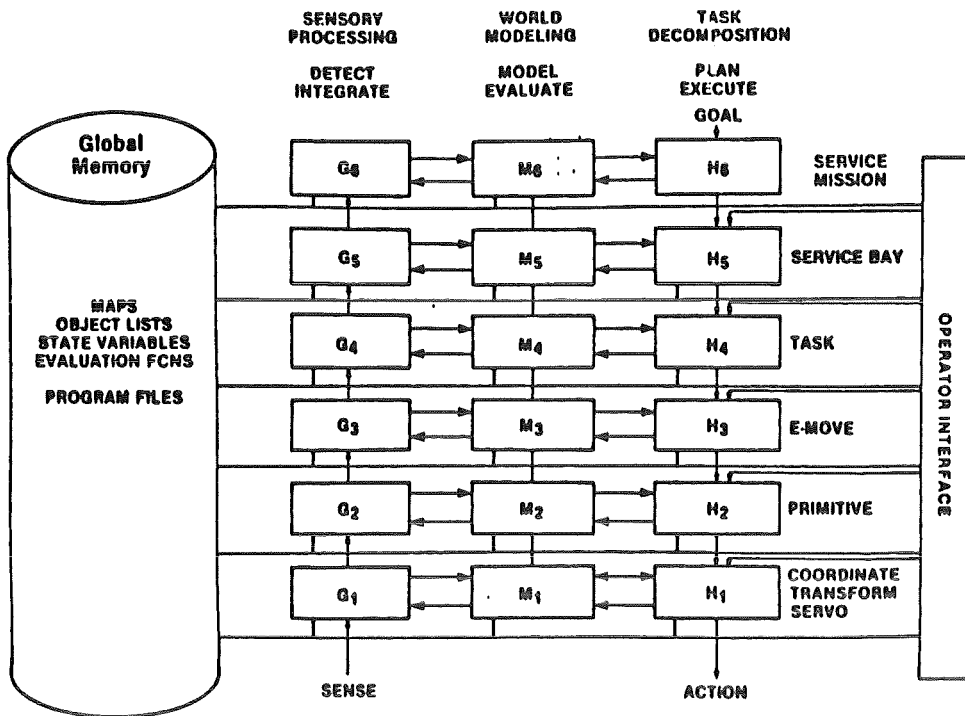 SENSORY
PROCESSING
WORLD
MODELING
TASK
DECOMPOSITION
DETECT
INTEGRATE
MODEL
EVALUATE
PLAN
EXECUTE
GOAL
Global
Memory
MAPS
OBJECT LISTS
STATE VARIABLES
EVALUATION FCNS
PROGRAM FILES
G6 M6 H6
SERVICE
MISSION
G5 M5 H5 SERVICE BAY
G4 M4 H4 TASK
G3 M3 H3 E-MOVE
G2 M2 H2 PRIMITIVE
G1 M1 H1
COORDINATE
TRANSFORM
SERVO
SENSE
ACTION
OPERATOR INTERFACE